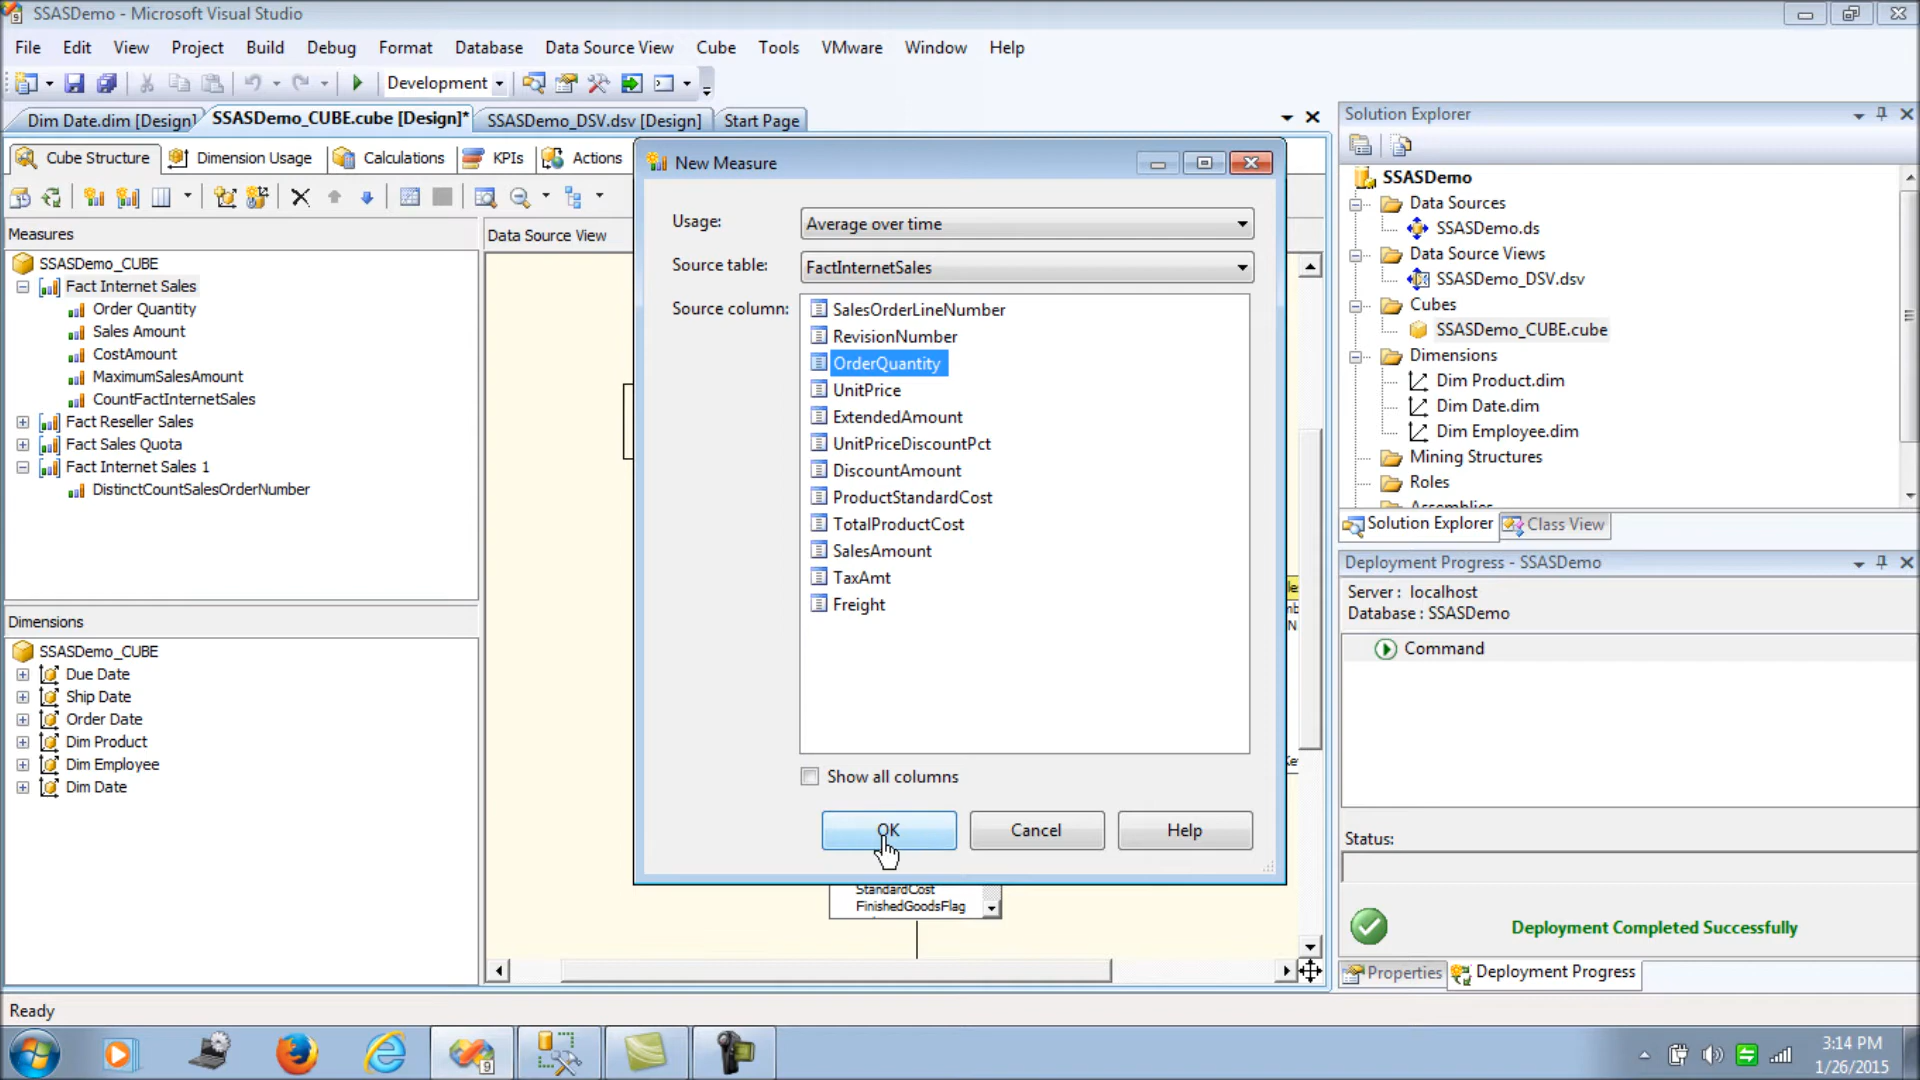 SSASDemo - Microsoft Visual Studio
File Edit View Project Build Debug Format Database Data Source View Cube Tools VMware Window Help
Development
Dim Date.dim [Design] SSASDemo_CUBE.cube [Design]* SSASDemo_DSV.dsv [Design] Start Page
Cube Structure Dimension Usage Calculations KPIs Actions
Measures
SSASDemo_CUBE
Fact Internet Sales
Order Quantity
Sales Amount
CostAmount
MaximumSalesAmount
CountFactInternetSales
Fact Reseller Sales
Fact Sales Quota
Fact Internet Sales 1
DistinctCountSalesOrderNumber
Dimensions
SSASDemo_CUBE
Due Date
Ship Date
Order Date
Dim Product
Dim Employee
Dim Date
Data Source View
New Measure
Usage: Average over time
Source table: FactInternetSales
Source column: SalesOrderLineNumber
RevisionNumber
OrderQuantity
UnitPrice
ExtendedAmount
UnitPriceDiscountPct
DiscountAmount
ProductStandardCost
TotalProductCost
SalesAmount
TaxAmt
Freight
Show all columns
OK Cancel Help
StandardCost
FinishedGoodsFlag
Solution Explorer
SSASDemo
Data Sources
SSASDemo.ds
Data Source Views
SSASDemo_DSV.dsv
Cubes
SSASDemo_CUBE.cube
Dimensions
Dim Product.dim
Dim Date.dim
Dim Employee.dim
Mining Structures
Roles
Assemblies
Solution Explorer Class View
Deployment Progress - SSASDemo
Server : localhost
Database : SSASDemo
Command
Status:
Deployment Completed Successfully
Properties Deployment Progress
Ready
3:14 PM
1/26/2015